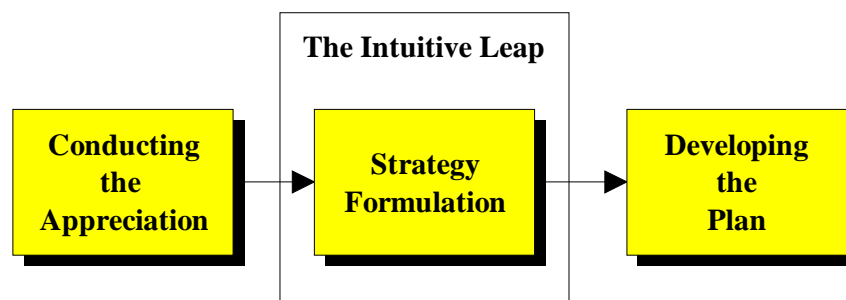 The Intuitive Leap
Conducting
the
Appreciation
Strategy
Formulation
Developing
the
Plan